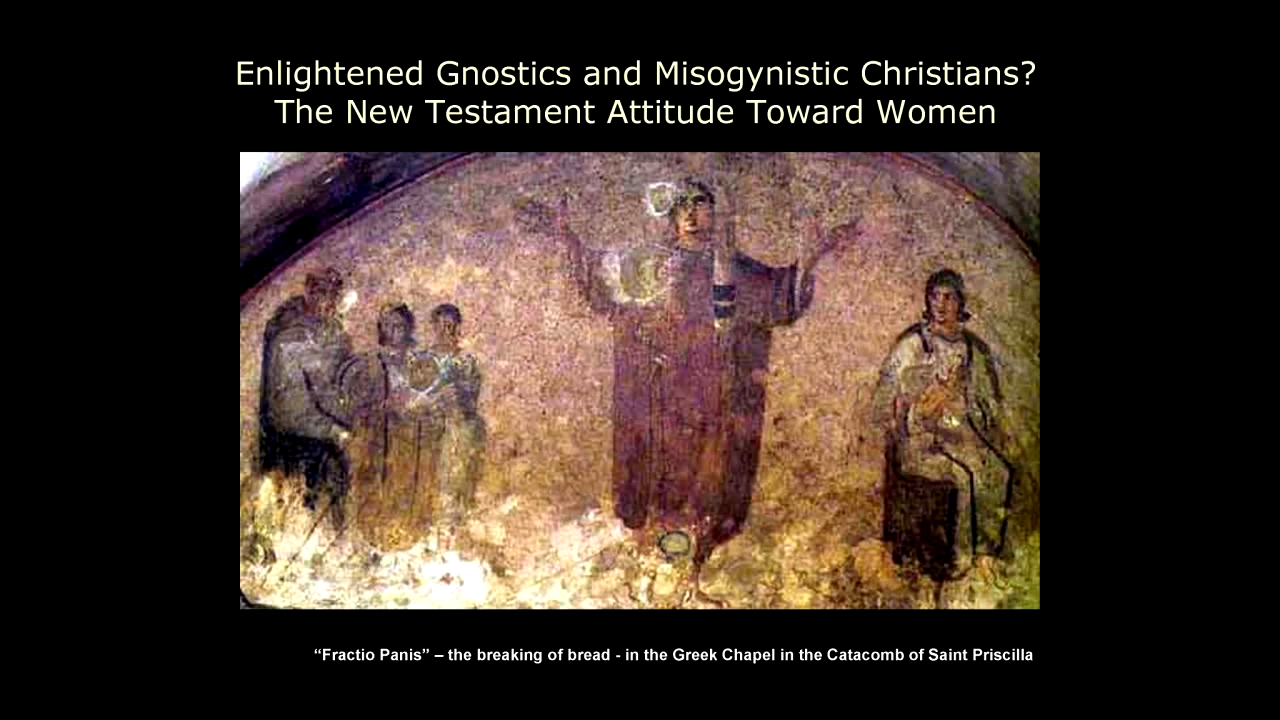 Enlightened Gnostics and Misogynistic Christians?
The New Testament Attitude Toward Women
“Fractio Panis” – the breaking of bread - in the Greek Chapel in the Catacomb of Saint Priscilla